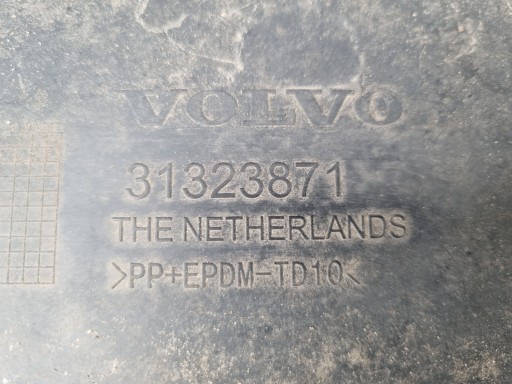 VOLVO
31323871
THE NETHERLANDS
>PP+EPDM-TD10<